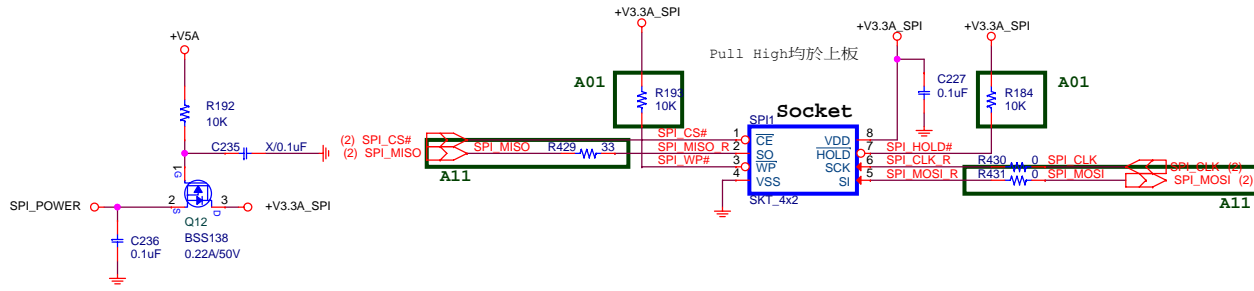 +V3.3A_SPI
+V5A
+V3.3A_SPI
+V3.3A_SPI
Pull High均於上板
A01
R193
10K
C227
0.1uF
R184
10K
A01
R192
10K
Socket
SPI1
C235
X/0.1uF
(2) SPI_CS#
SPI_CS#
1
CE
VDD
8
(2) SPI_MISO
SPI_MISO
R429
33
SPI_MISO_R
2
SO
HOLD
7
SPI_HOLD#
SPI_WP#
3
WP
SCK
6
SPI_CLK_R
R430
0
SPI_CLK
SPI_CLK (2)
4
VSS
SI
5
SPI_MOSI_R
R431
0
SPI_MOSI
SPI_MOSI (2)
A11
SKT_4x2
A11
1
G
SPI_POWER
2
S
D
3
+V3.3A_SPI
Q12
BSS138
0.22A/50V
C236
0.1uF